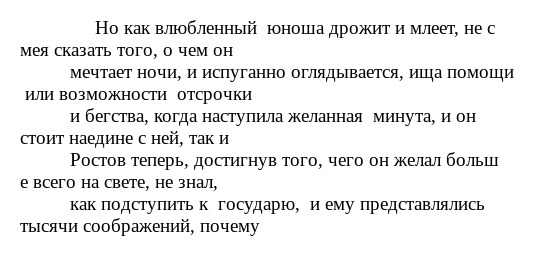 Но как влюбленный  юноша дрожит и млеет, не с
мея сказать того, о чем он
мечтает ночи, и испуганно оглядывается, ища помощи
или возможности  отсрочки
и бегства, когда наступила желанная  минута, и он
стоит наедине с ней, так и
Ростов теперь, достигнув того, чего он желал больш
е всего на свете, не знал,
как подступить к  государю,  и ему представлялись
тысячи соображений, почему